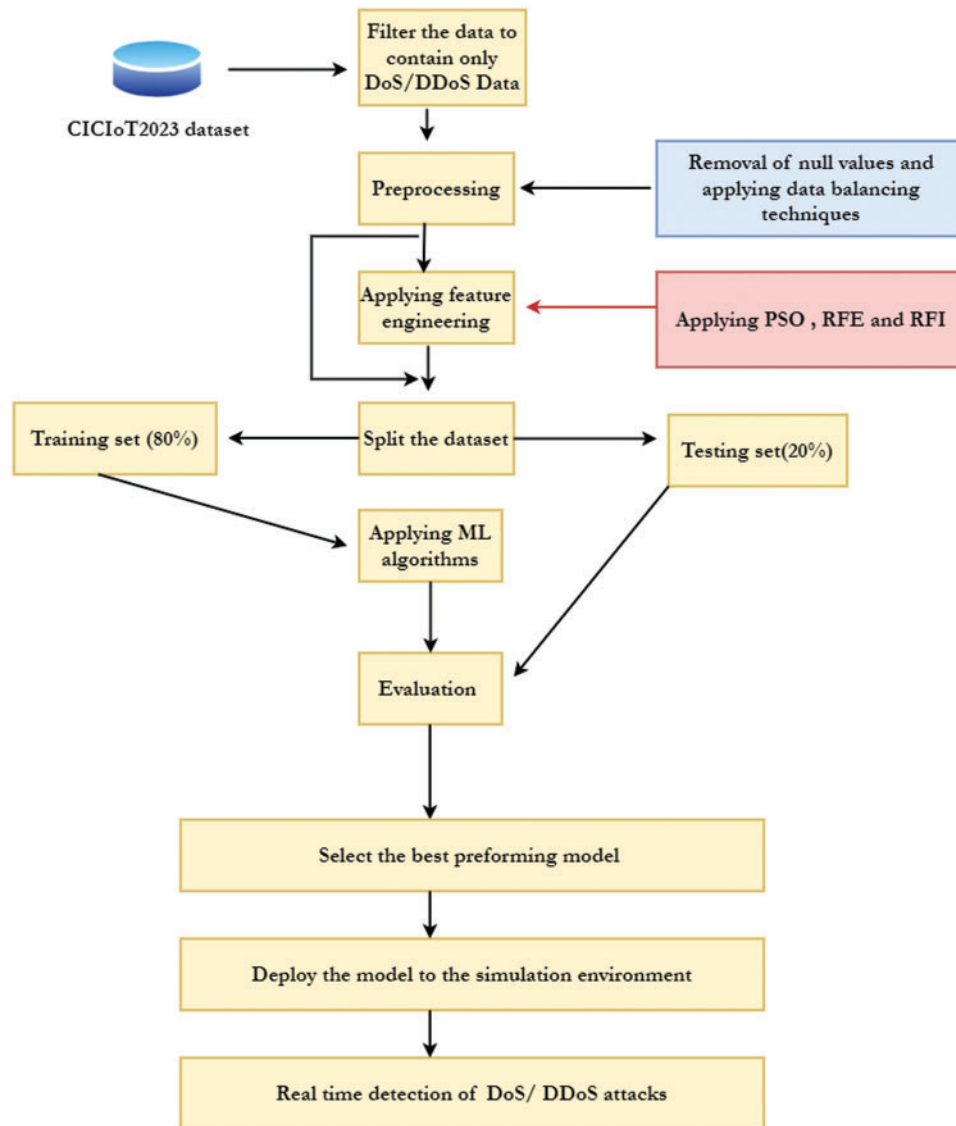 Filter the data to
contain only
DoS/DDoS Data
CICIoT2023 dataset
Preprocessing
Removal of null values and
applying data balancing
techniques
Applying feature
engineering
Applying PSO , RFE and RFI
Training set (80%)
Split the dataset
Testing set(20%)
Applying ML
algorithms
Evaluation
Select the best preforming model
Deploy the model to the simulation environment
Real time detection of DoS/ DDoS attacks